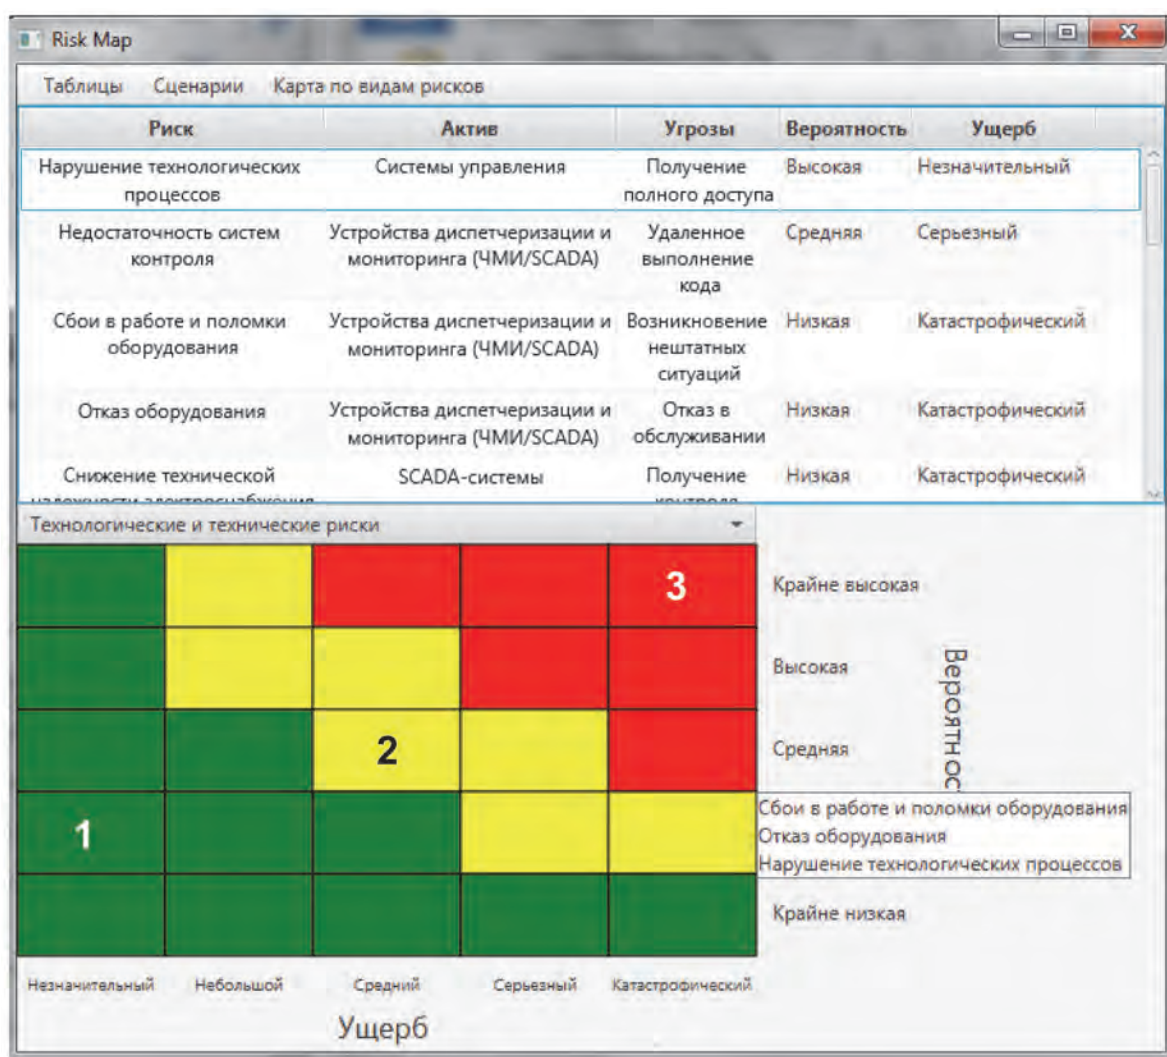 Risk Map
Таблицы Сценарии Карта по видам рисков
Риск Актив Угрозы Вероятность Ущерб
Нарушение технологических Системы управления Получение Высокая Незначительный
процессов полного доступа
Недостаточность систем Устройства диспетчеризации и Удаленное Средняя Серьезный
контроля мониторинга (ЧМИ/SCADA) выполнение
кода
Сбои в работе и поломки Устройства диспетчеризации и Возникновение Низкая Катастрофический
оборудования мониторинга (ЧМИ/SCADA) нештатных
ситуаций
Отказ оборудования Устройства диспетчеризации и Отказ в Низкая Катастрофический
мониторинга (ЧМИ/SCADA) обслуживании
Снижение технической SCADA-системы Получение Низкая Катастрофический
надежности электроснабжения контроля
Технологические и технические риски
3 Крайне высокая
Высокая
Вероятнос
2 Средняя
1
Сбои в работе и поломки оборудования
Отказ оборудования
Нарушение технологических процессов
Крайне низкая
Незначительный Небольшой Средний Серьезный Катастрофический
Ущерб